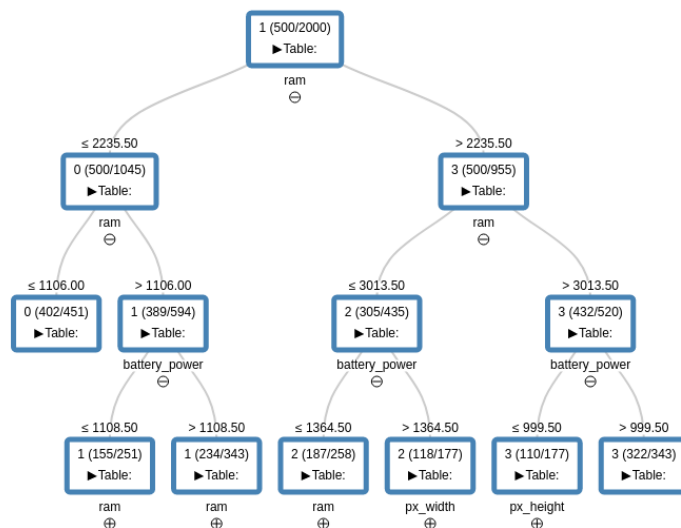 1 (500/2000)
▶Table:
ram
≤ 2235.50 > 2235.50
0 (500/1045) 3 (500/955)
▶Table: ▶Table:
ram ram
≤ 1106.00 > 1106.00 ≤ 3013.50 > 3013.50
0 (402/451) 1 (389/594) 2 (305/435) 3 (432/520)
▶Table: ▶Table: ▶Table: ▶Table:
battery_power battery_power battery_power
≤ 1108.50 > 1108.50 ≤ 1364.50 > 1364.50 ≤ 999.50 > 999.50
1 (155/251) 1 (234/343) 2 (187/258) 2 (118/177) 3 (110/177) 3 (322/343)
▶Table: ▶Table: ▶Table: ▶Table: ▶Table: ▶Table:
ram ram ram px_width px_height